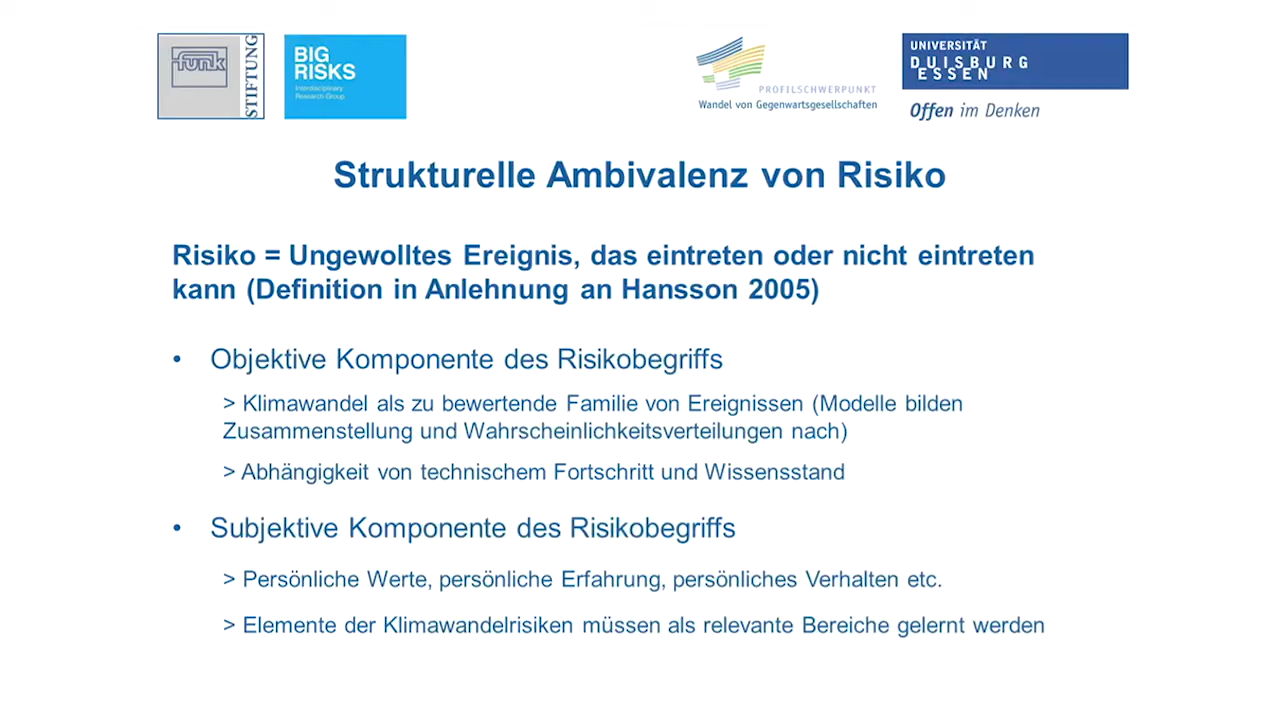 funk
STIFTUNG
BIG
RISKS
Interdisciplinary
Research Group
PROFILSCHWERPUNKT
Wandel von Gegenwartsgesellschaften
UNIVERSITÄT
DUISBURG
ESSEN
Offen im Denken
Strukturelle Ambivalenz von Risiko
Risiko = Ungewolltes Ereignis, das eintreten oder nicht eintreten
kann (Definition in Anlehnung an Hansson 2005)
• Objektive Komponente des Risikobegriffs
> Klimawandel als zu bewertende Familie von Ereignissen (Modelle bilden
Zusammenstellung und Wahrscheinlichkeitsverteilungen nach)
> Abhängigkeit von technischem Fortschritt und Wissensstand
• Subjektive Komponente des Risikobegriffs
> Persönliche Werte, persönliche Erfahrung, persönliches Verhalten etc.
> Elemente der Klimawandelrisiken müssen als relevante Bereiche gelernt werden